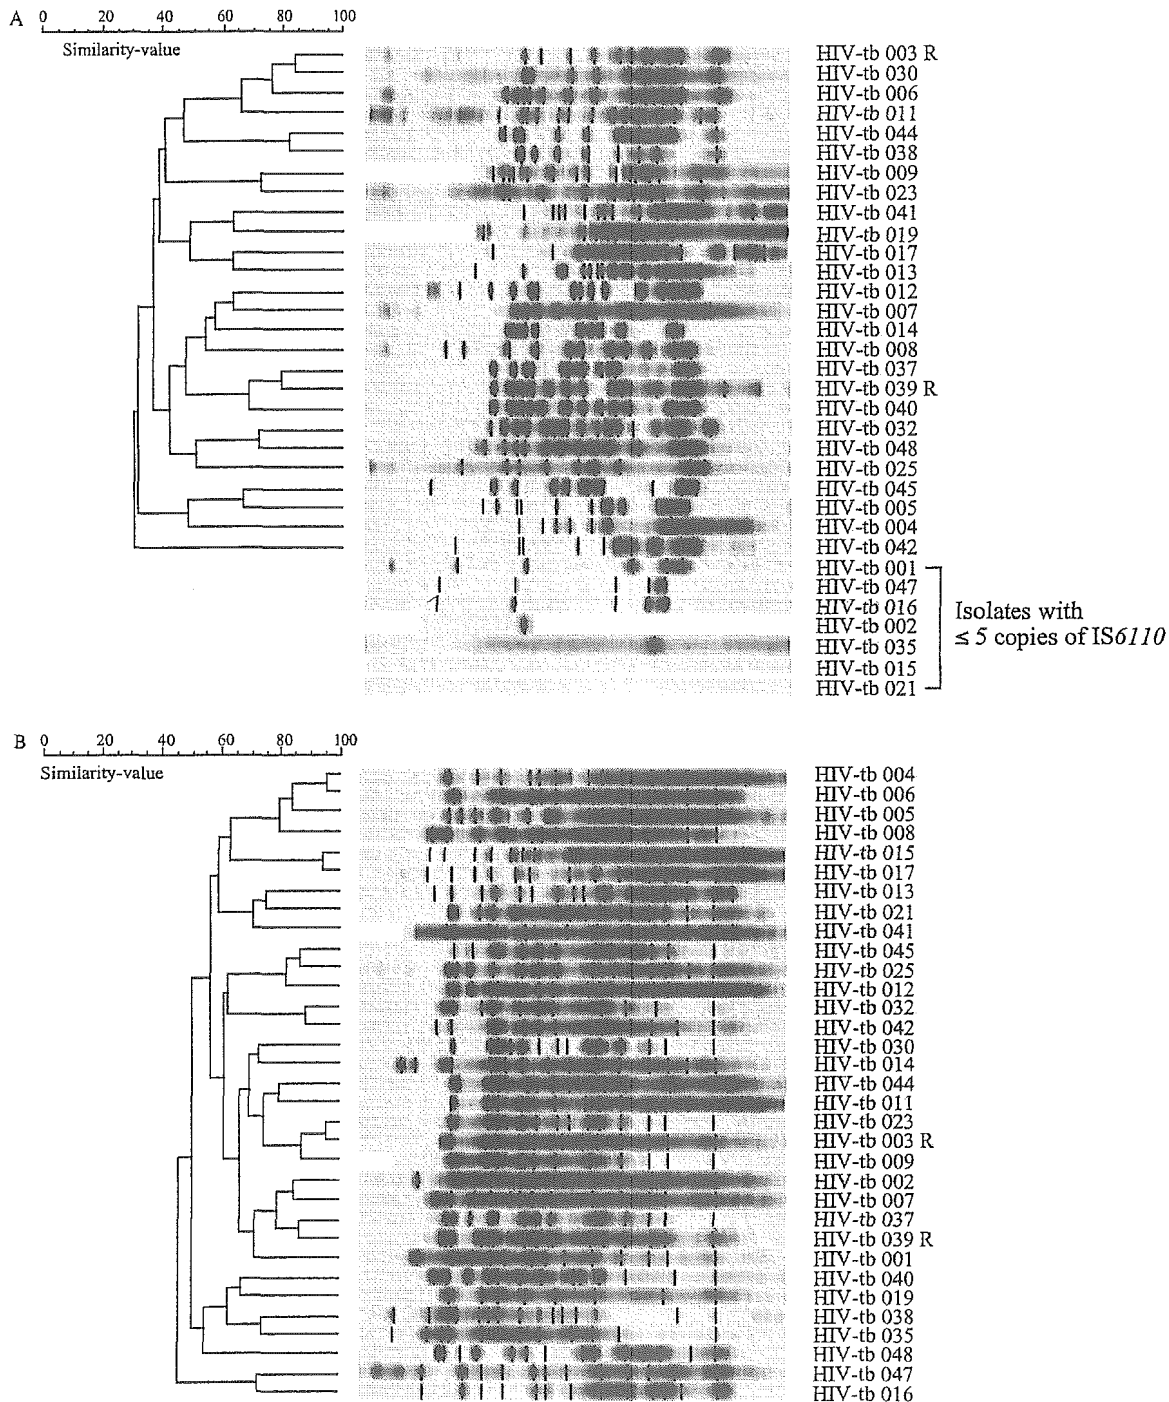 A 0 20 40 60 80 100
Similarity-value
HIV-tb 003 R
HIV-tb 030
HIV-tb 006
HIV-tb 011
HIV-tb 044
HIV-tb 038
HIV-tb 009
HIV-tb 023
HIV-tb 041
HIV-tb 019
HIV-tb 017
HIV-tb 013
HIV-tb 012
HIV-tb 007
HIV-tb 014
HIV-tb 008
HIV-tb 037
HIV-tb 039 R
HIV-tb 040
HIV-tb 032
HIV-tb 048
HIV-tb 025
HIV-tb 045
HIV-tb 005
HIV-tb 004
HIV-tb 042
HIV-tb 001
HIV-tb 047
HIV-tb 016
HIV-tb 002
HIV-tb 035
HIV-tb 015
HIV-tb 021
Isolates with
≤ 5 copies of IS6110
B 0 20 40 60 80 100
Similarity-value
HIV-tb 004
HIV-tb 006
HIV-tb 005
HIV-tb 008
HIV-tb 015
HIV-tb 017
HIV-tb 013
HIV-tb 021
HIV-tb 041
HIV-tb 045
HIV-tb 025
HIV-tb 012
HIV-tb 032
HIV-tb 042
HIV-tb 030
HIV-tb 014
HIV-tb 044
HIV-tb 011
HIV-tb 023
HIV-tb 003 R
HIV-tb 009
HIV-tb 002
HIV-tb 007
HIV-tb 037
HIV-tb 039 R
HIV-tb 001
HIV-tb 040
HIV-tb 019
HIV-tb 038
HIV-tb 035
HIV-tb 048
HIV-tb 047
HIV-tb 016